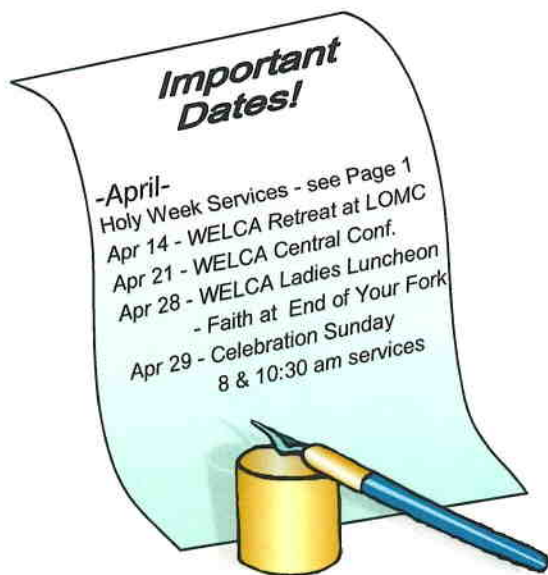 Important
Dates!
-April-
Holy Week Services - see Page 1
Apr 14 - WELCA Retreat at LOMC
Apr 21 - WELCA Central Conf.
Apr 28 - WELCA Ladies Luncheon
- Faith at End of Your Fork
Apr 29 - Celebration Sunday
8 & 10:30 am services